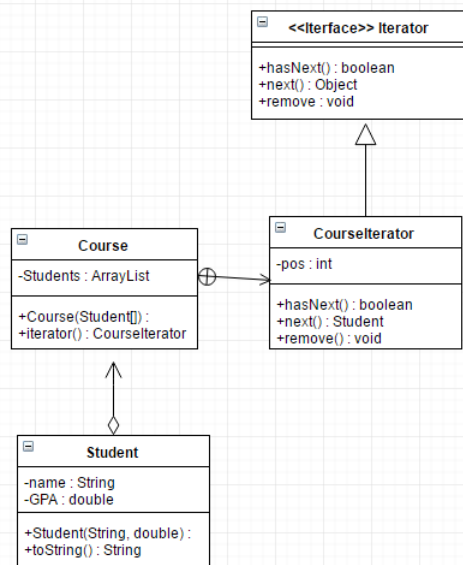 <<Iterface>> Iterator
+hasNext() : boolean
+next() : Object
+remove : void
CourseIterator
-pos : int
+hasNext() : boolean
+next() : Student
+remove() : void
Course
-Students : ArrayList
+Course(Student[]) :
+iterator() : CourseIterator
Student
-name : String
-GPA : double
+Student(String, double) :
+toString() : String